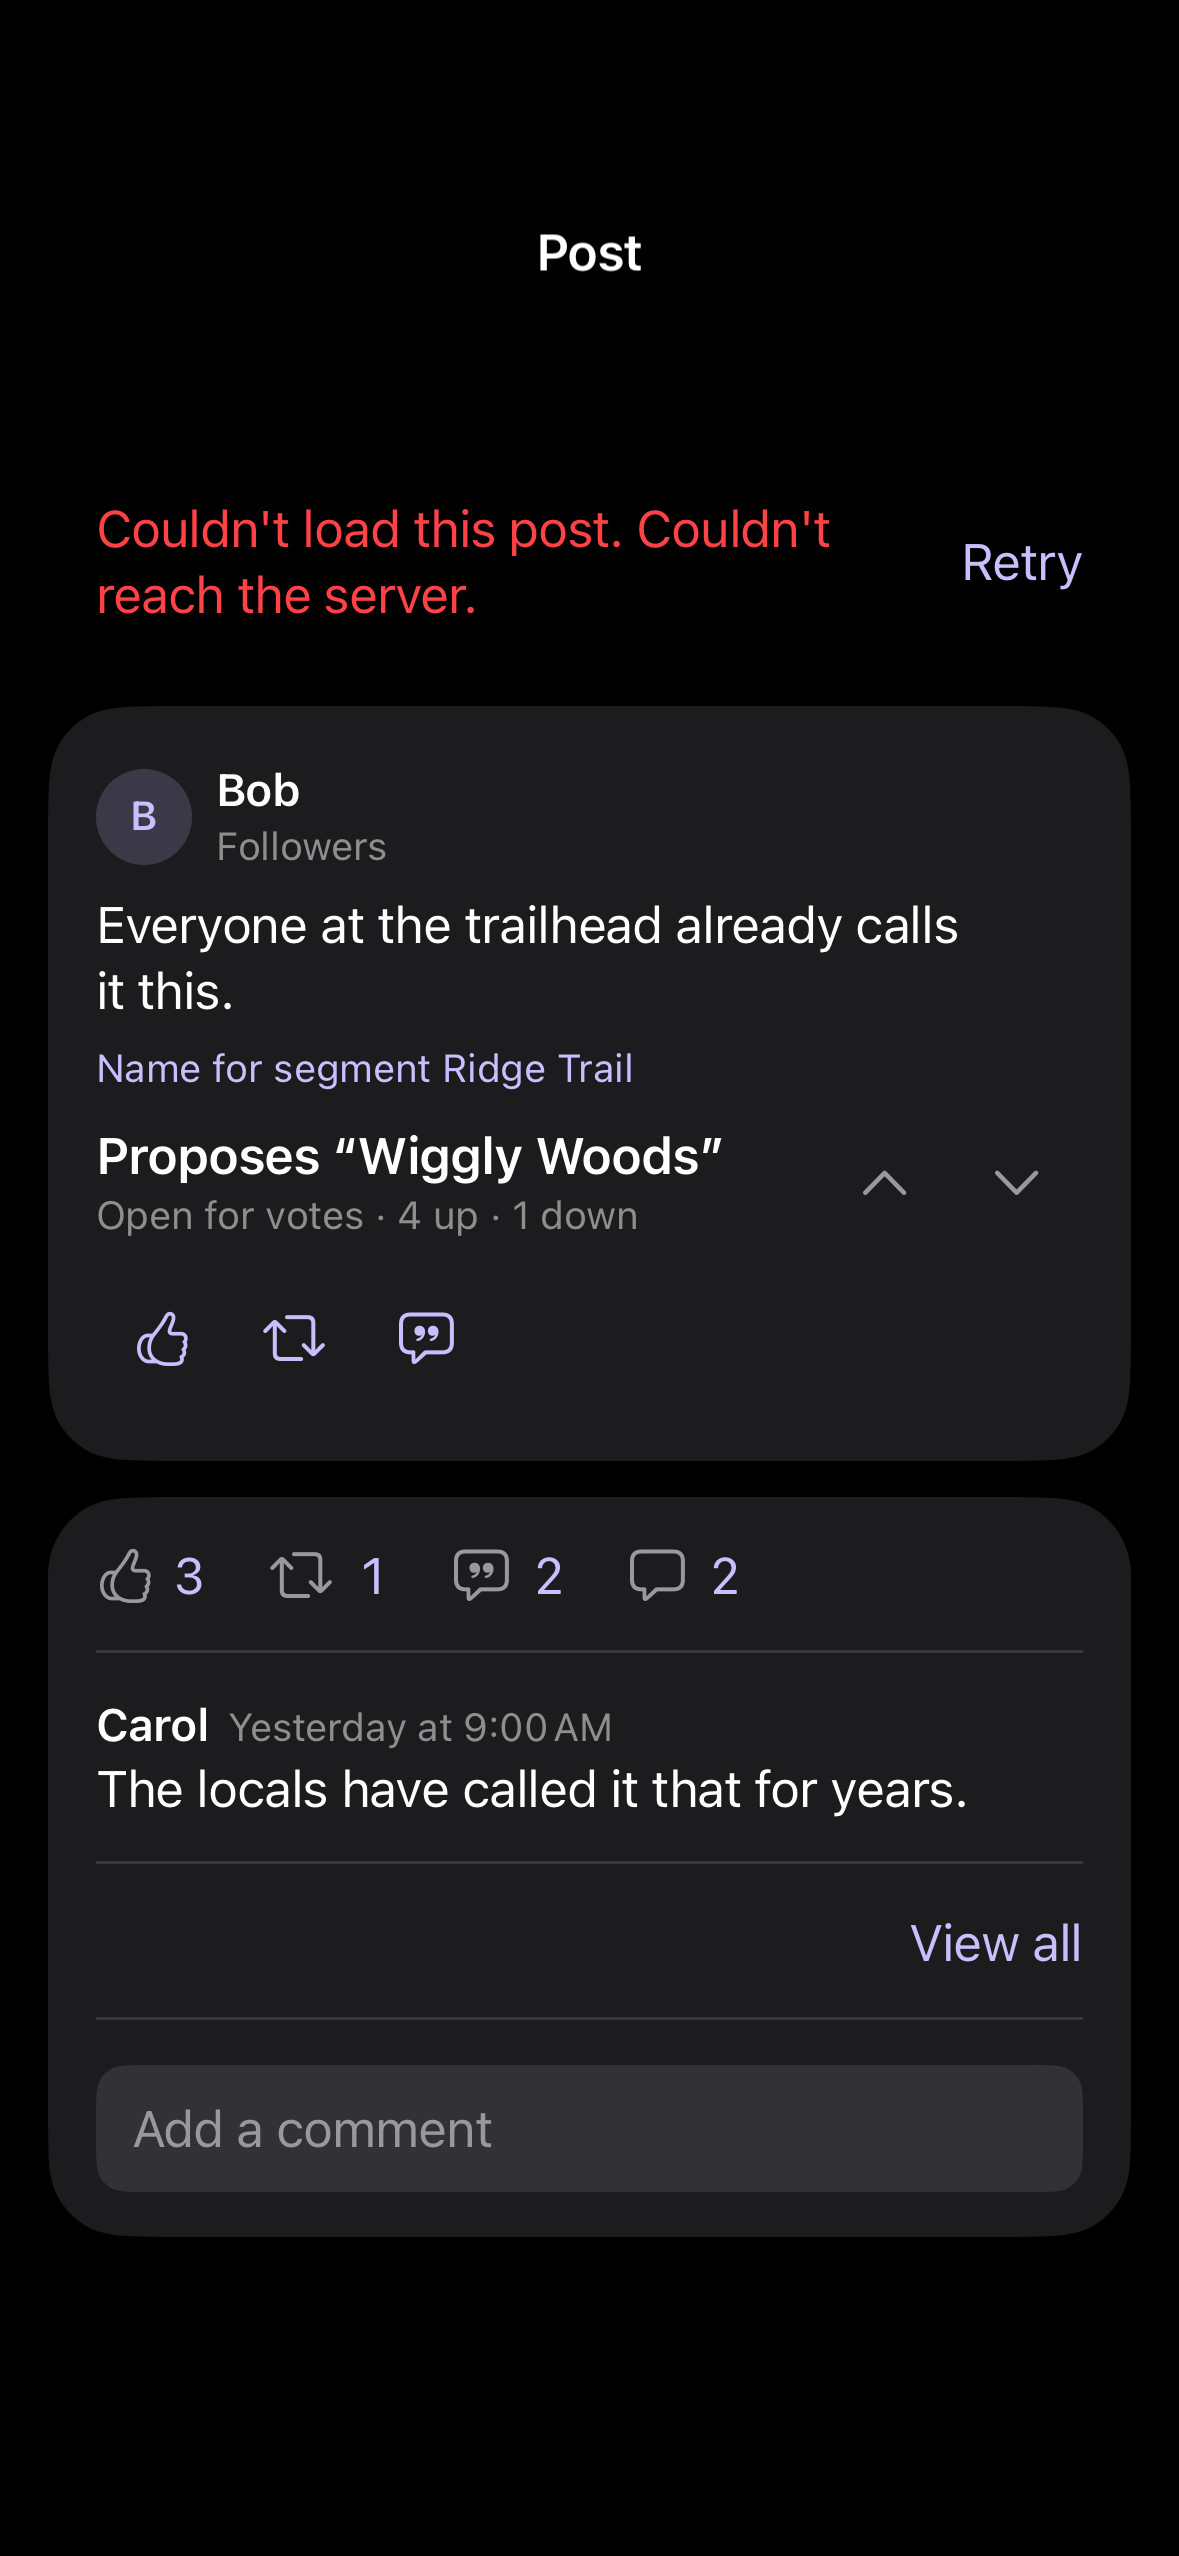 Post
Couldn't load this post. Couldn't
reach the server.
Retry
B
Bob
Followers
Everyone at the trailhead already calls
it this.
Name for segment Ridge Trail
Proposes “Wiggly Woods”
Open for votes · 4 up · 1 down
3 1 2 2
Carol Yesterday at 9:00 AM
The locals have called it that for years.
View all
Add a comment